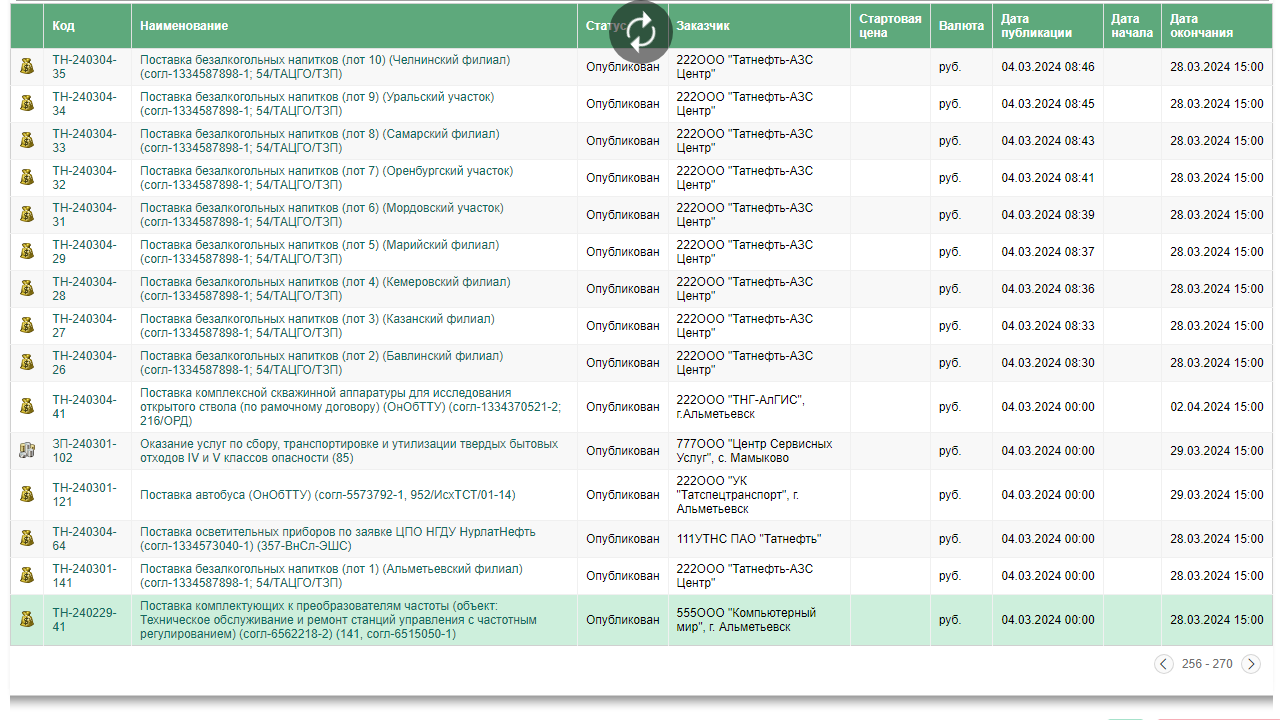 Код Наименование Статус Заказчик Стартовая цена Валюта Дата публикации Дата начала Дата окончания
ТН-240304-35 Поставка безалкогольных напитков (лот 10) (Челнинский филиал) (согл-1334587898-1; 54/ТАЦГО/ТЗП) Опубликован 222ООО "Татнефть-АЗС Центр" руб. 04.03.2024 08:46 28.03.2024 15:00
ТН-240304-34 Поставка безалкогольных напитков (лот 9) (Уральский участок) (согл-1334587898-1; 54/ТАЦГО/ТЗП) Опубликован 222ООО "Татнефть-АЗС Центр" руб. 04.03.2024 08:45 28.03.2024 15:00
ТН-240304-33 Поставка безалкогольных напитков (лот 8) (Самарский филиал) (согл-1334587898-1; 54/ТАЦГО/ТЗП) Опубликован 222ООО "Татнефть-АЗС Центр" руб. 04.03.2024 08:43 28.03.2024 15:00
ТН-240304-32 Поставка безалкогольных напитков (лот 7) (Оренбургский участок) (согл-1334587898-1; 54/ТАЦГО/ТЗП) Опубликован 222ООО "Татнефть-АЗС Центр" руб. 04.03.2024 08:41 28.03.2024 15:00
ТН-240304-31 Поставка безалкогольных напитков (лот 6) (Мордовский участок) (согл-1334587898-1; 54/ТАЦГО/ТЗП) Опубликован 222ООО "Татнефть-АЗС Центр" руб. 04.03.2024 08:39 28.03.2024 15:00
ТН-240304-29 Поставка безалкогольных напитков (лот 5) (Марийский филиал) (согл-1334587898-1; 54/ТАЦГО/ТЗП) Опубликован 222ООО "Татнефть-АЗС Центр" руб. 04.03.2024 08:37 28.03.2024 15:00
ТН-240304-28 Поставка безалкогольных напитков (лот 4) (Кемеровский филиал) (согл-1334587898-1; 54/ТАЦГО/ТЗП) Опубликован 222ООО "Татнефть-АЗС Центр" руб. 04.03.2024 08:36 28.03.2024 15:00
ТН-240304-27 Поставка безалкогольных напитков (лот 3) (Казанский филиал) (согл-1334587898-1; 54/ТАЦГО/ТЗП) Опубликован 222ООО "Татнефть-АЗС Центр" руб. 04.03.2024 08:33 28.03.2024 15:00
ТН-240304-26 Поставка безалкогольных напитков (лот 2) (Бавлинский филиал) (согл-1334587898-1; 54/ТАЦГО/ТЗП) Опубликован 222ООО "Татнефть-АЗС Центр" руб. 04.03.2024 08:30 28.03.2024 15:00
ТН-240304-41 Поставка комплексной скважинной аппаратуры для исследования открытого ствола (по рамочному договору) (ОнОбТТУ) (согл-1334370521-2; 216/ОРД) Опубликован 222ООО "ТНГ-АлГИС", г.Альметьевск руб. 04.03.2024 00:00 02.04.2024 15:00
ЗП-240301-102 Оказание услуг по сбору, транспортировке и утилизации твердых бытовых отходов IV и V классов опасности (85) Опубликован 777ООО "Центр Сервисных Услуг", с. Мамыково руб. 04.03.2024 00:00 29.03.2024 15:00
ТН-240301-121 Поставка автобуса (ОнОбТТУ) (согл-5573792-1, 952/ИсхТСТ/01-14) Опубликован 222ООО "УК "Татспецтранспорт", г. Альметьевск руб. 04.03.2024 00:00 29.03.2024 15:00
ТН-240304-64 Поставка осветительных приборов по заявке ЦПО НГДУ НурлатНефть (согл-1334573040-1) (357-ВнСл-ЭШС) Опубликован 111УТНС ПАО "Татнефть" руб. 04.03.2024 00:00 28.03.2024 15:00
ТН-240301-141 Поставка безалкогольных напитков (лот 1) (Альметьевский филиал) (согл-1334587898-1; 54/ТАЦГО/ТЗП) Опубликован 222ООО "Татнефть-АЗС Центр" руб. 04.03.2024 00:00 28.03.2024 15:00
ТН-240229-41 Поставка комплектующих к преобразователям частоты (объект: Техническое обслуживание и ремонт станций управления с частотным регулированием) (согл-6562218-2) (141, согл-6515050-1) Опубликован 555ООО "Компьютерный мир", г. Альметьевск руб. 04.03.2024 00:00 28.03.2024 15:00
256 - 270